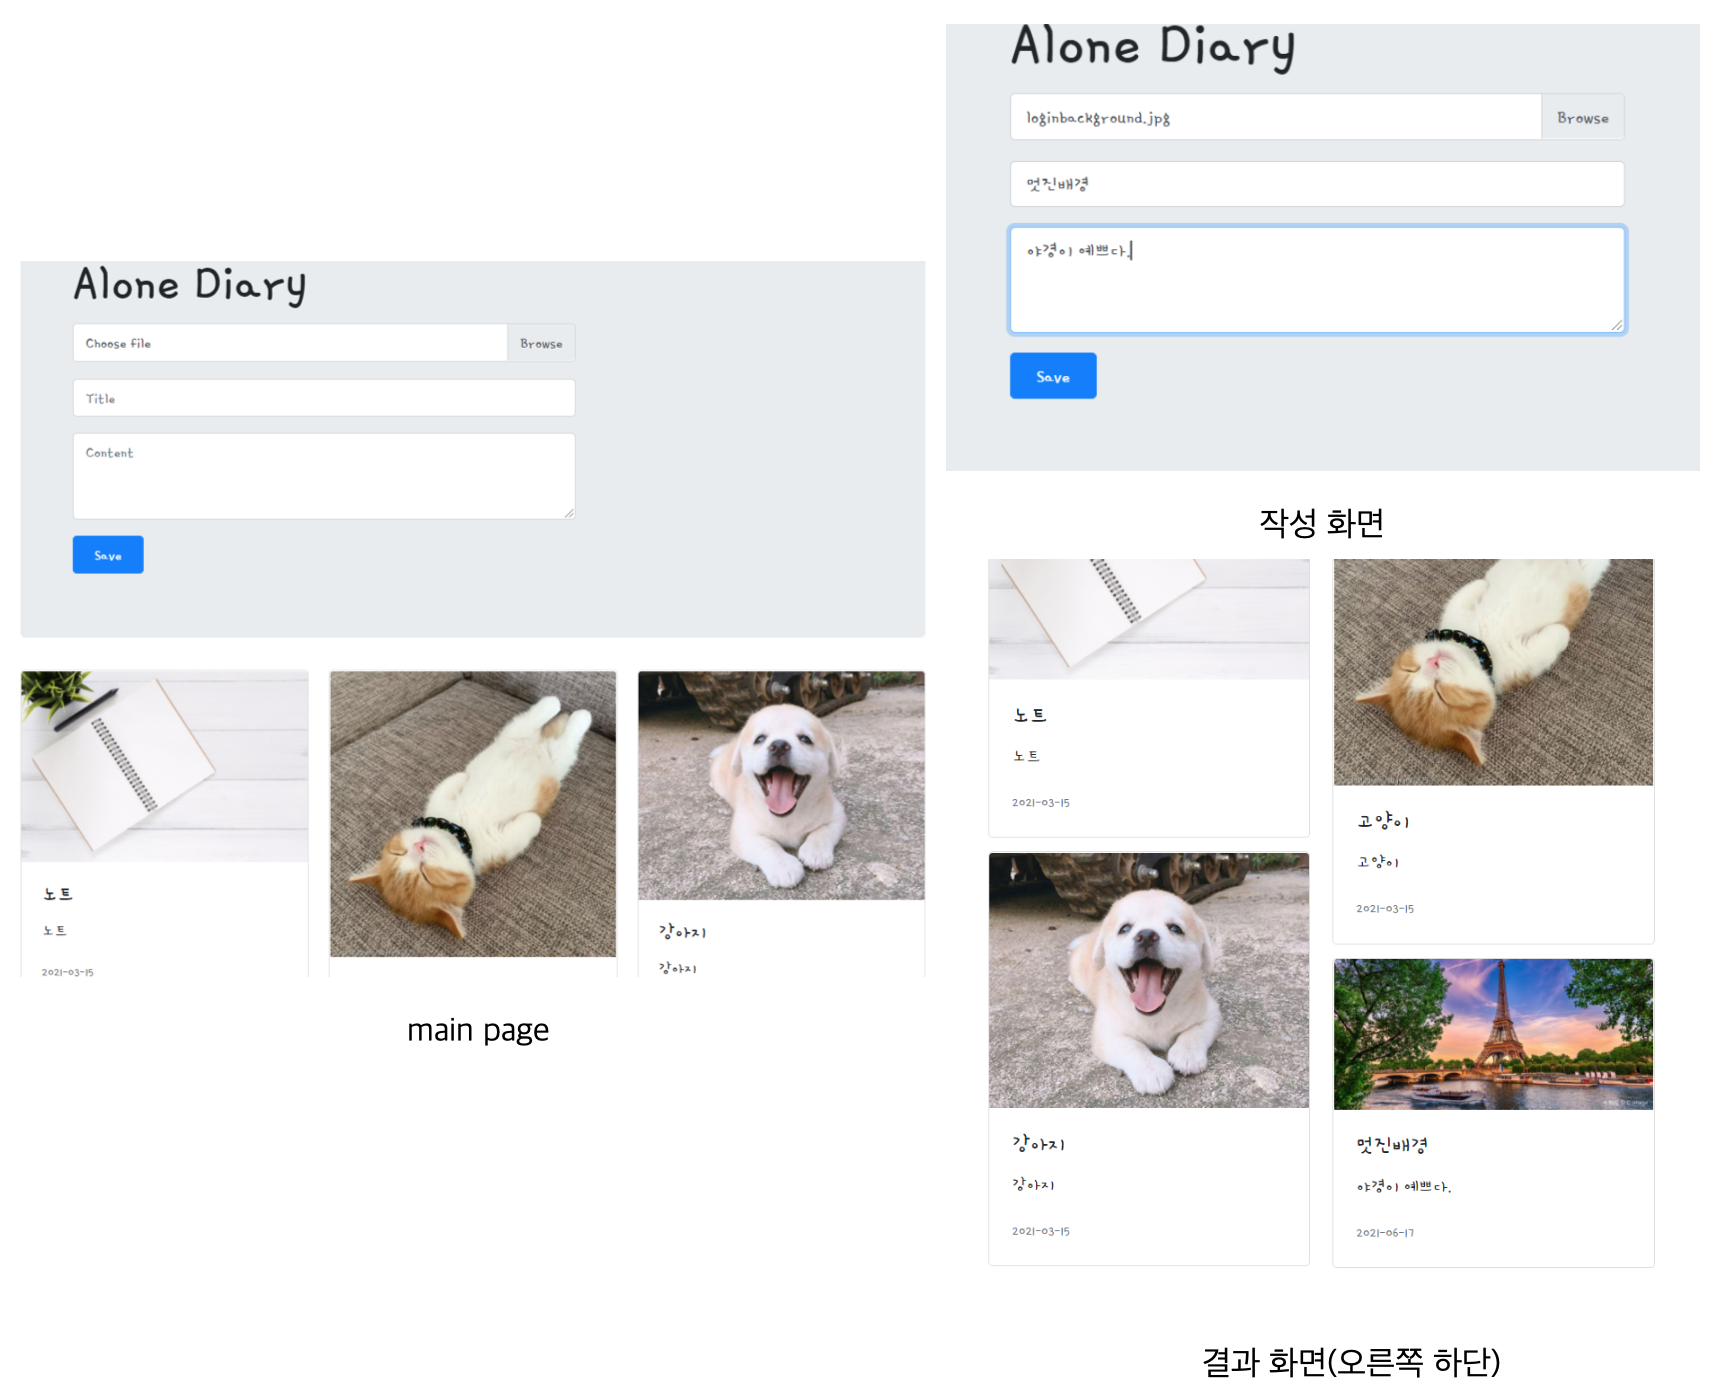 Alone Diary
Choose file
Browse
Title
Content
Save
노트
노트
2021-03-15
강아지
강아지
main page
Alone Diary
loginbackground.jpg
Browse
멋진배경
야경이 예쁘다.
Save
작성 화면
노트
노트
2021-03-15
고양이
고양이
2021-03-15
강아지
강아지
2021-03-15
멋진배경
야경이 예쁘다.
2021-06-17
결과 화면(오른쪽 하단)